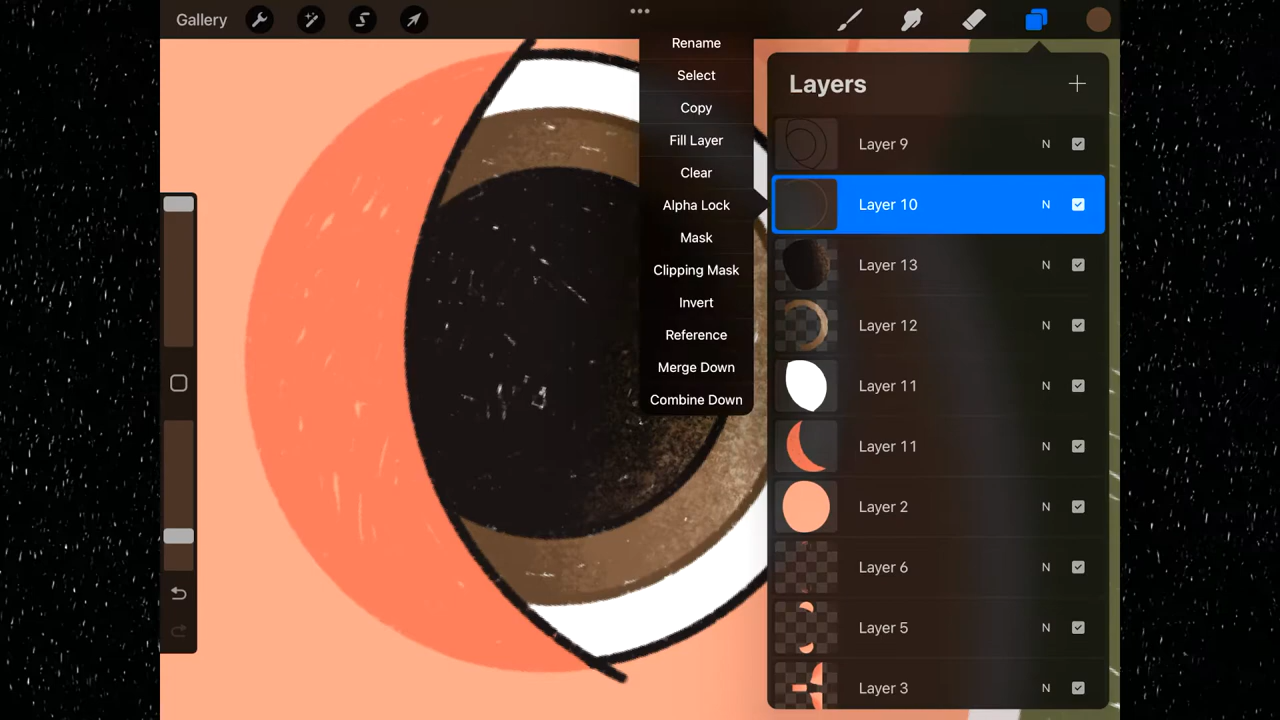 Gallery
Rename
Select
Copy
Fill Layer
Clear
Alpha Lock
Mask
Clipping Mask
Invert
Reference
Merge Down
Combine Down
Layers
Layer 9 N
Layer 10 N
Layer 13 N
Layer 12 N
Layer 11 N
Layer 11 N
Layer 2 N
Layer 6 N
Layer 5 N
Layer 3 N